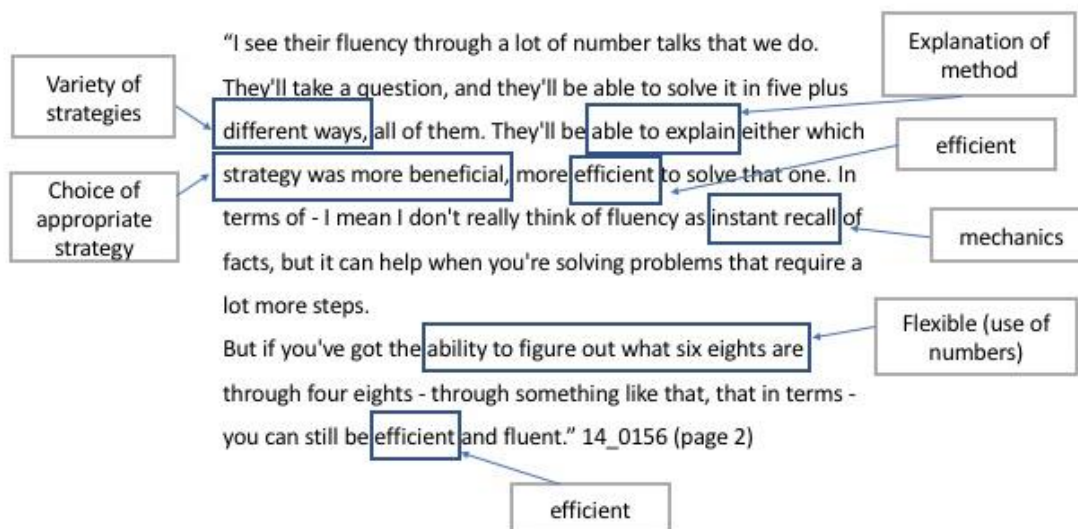 “I see their fluency through a lot of number talks that we do.
They'll take a question, and they'll be able to solve it in five plus
different ways, all of them. They'll be able to explain either which
strategy was more beneficial, more efficient to solve that one. In
terms of - I mean I don't really think of fluency as instant recall of
facts, but it can help when you're solving problems that require a
lot more steps.
But if you've got the ability to figure out what six eights are
through four eights - through something like that, that in terms -
you can still be efficient and fluent.” 14_0156 (page 2)
Variety of
strategies
Choice of
appropriate
strategy
Explanation of
method
efficient
mechanics
Flexible (use of
numbers)
efficient